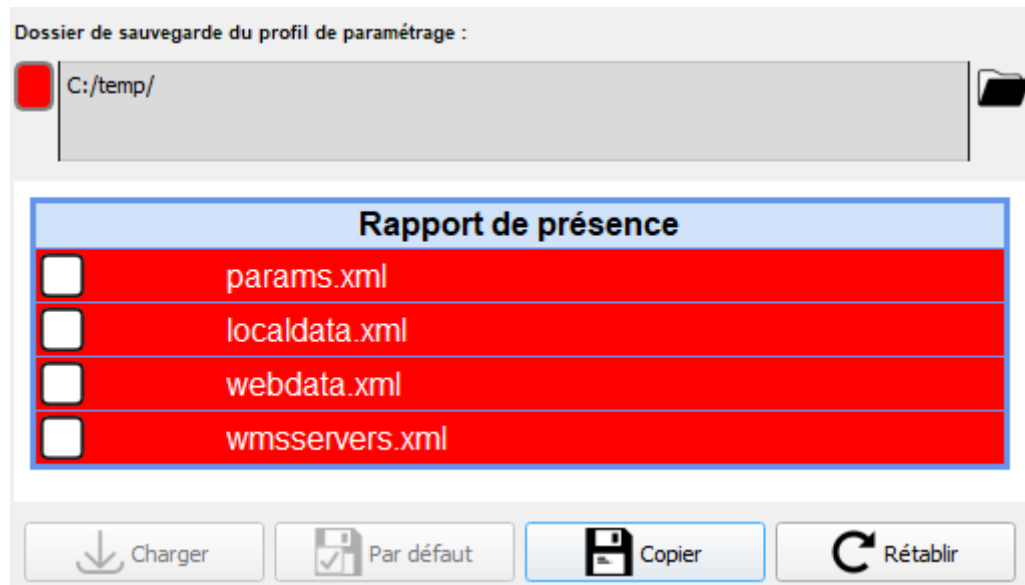 Dossier de sauvegarde du profil de paramétrage :
C:/temp/
Rapport de présence
params.xml
localdata.xml
webdata.xml
wmsservers.xml
Charger
Par défaut
Copier
Rétablir